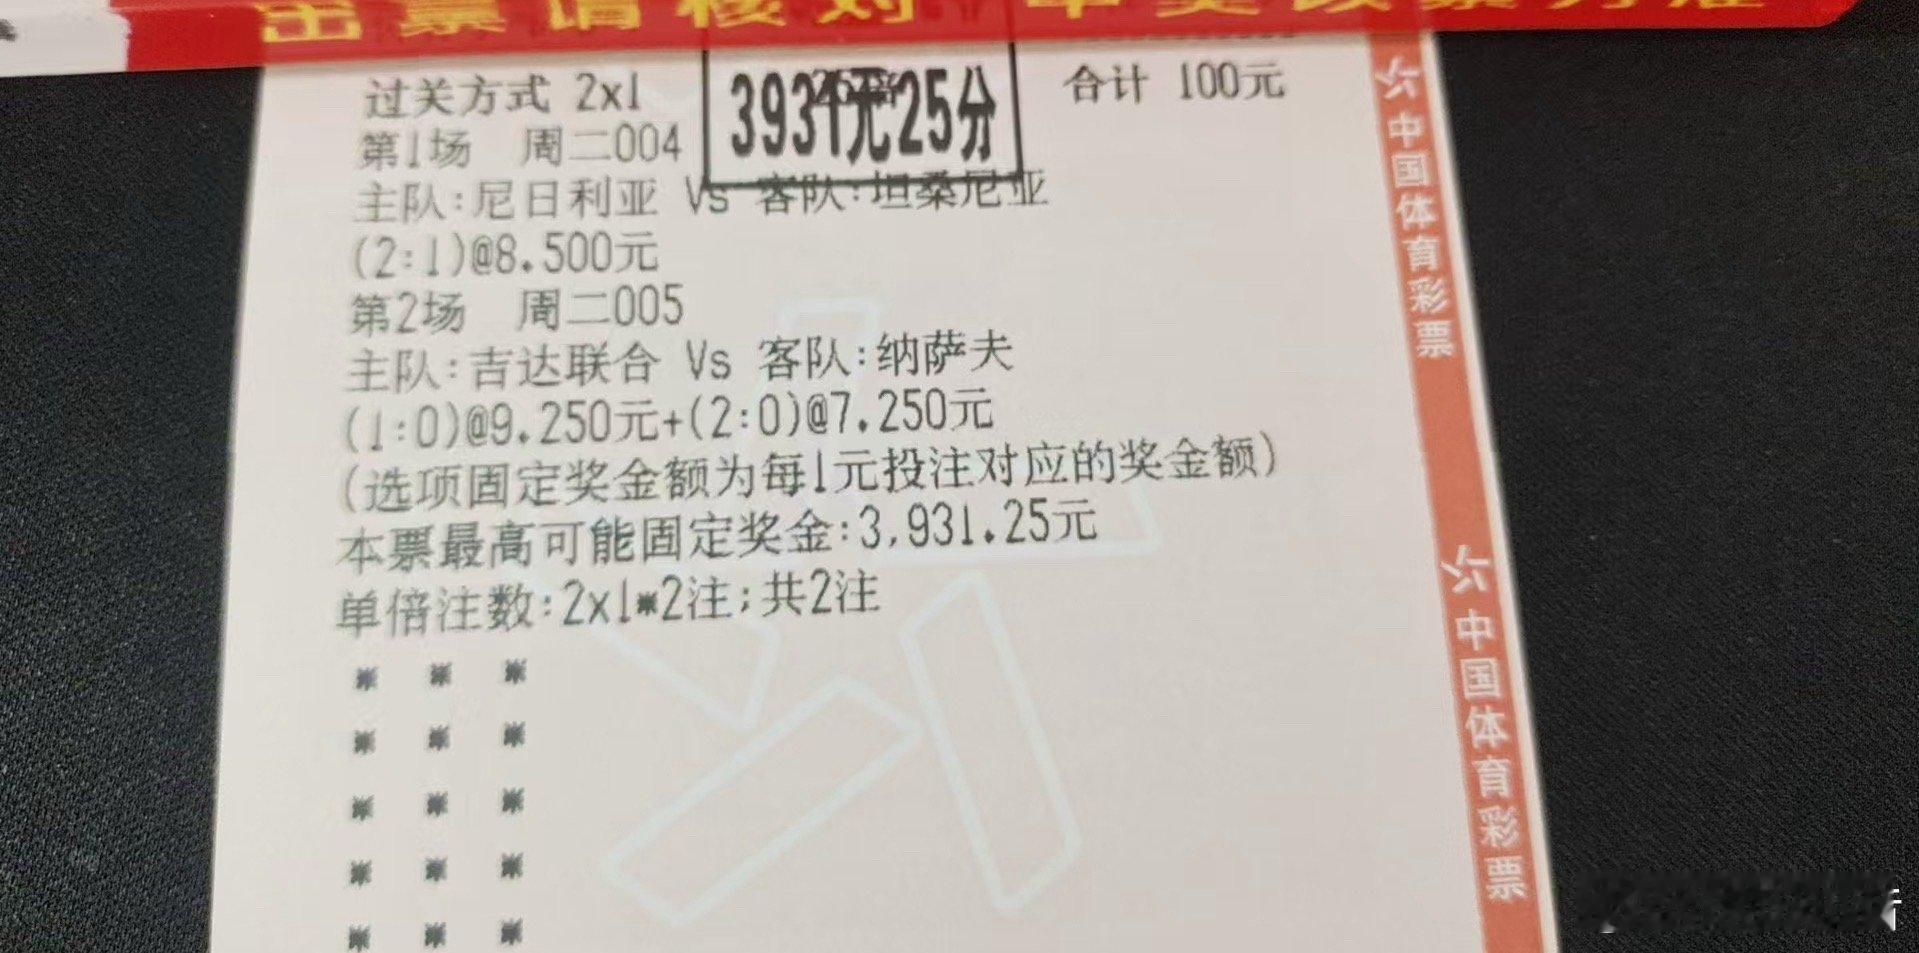 出票请核对
过关方式 2x1
3931元25分
合计 100元
第1场 周二004
主队:尼日利亚 Vs 客队:坦桑尼亚
(2:1)@8.500元
第2场 周二005
主队:吉达联合 Vs 客队:纳萨夫
(1:0)@9.250元+(2:0)@7.250元
(选项固定奖金额为每1元投注对应的奖金额)
本票最高可能固定奖金:3,931.25元
单倍注数:2x1*2注;共2注
* * *
* * *
* * *
* * *
* * *
中国体育彩票
中国体育彩票